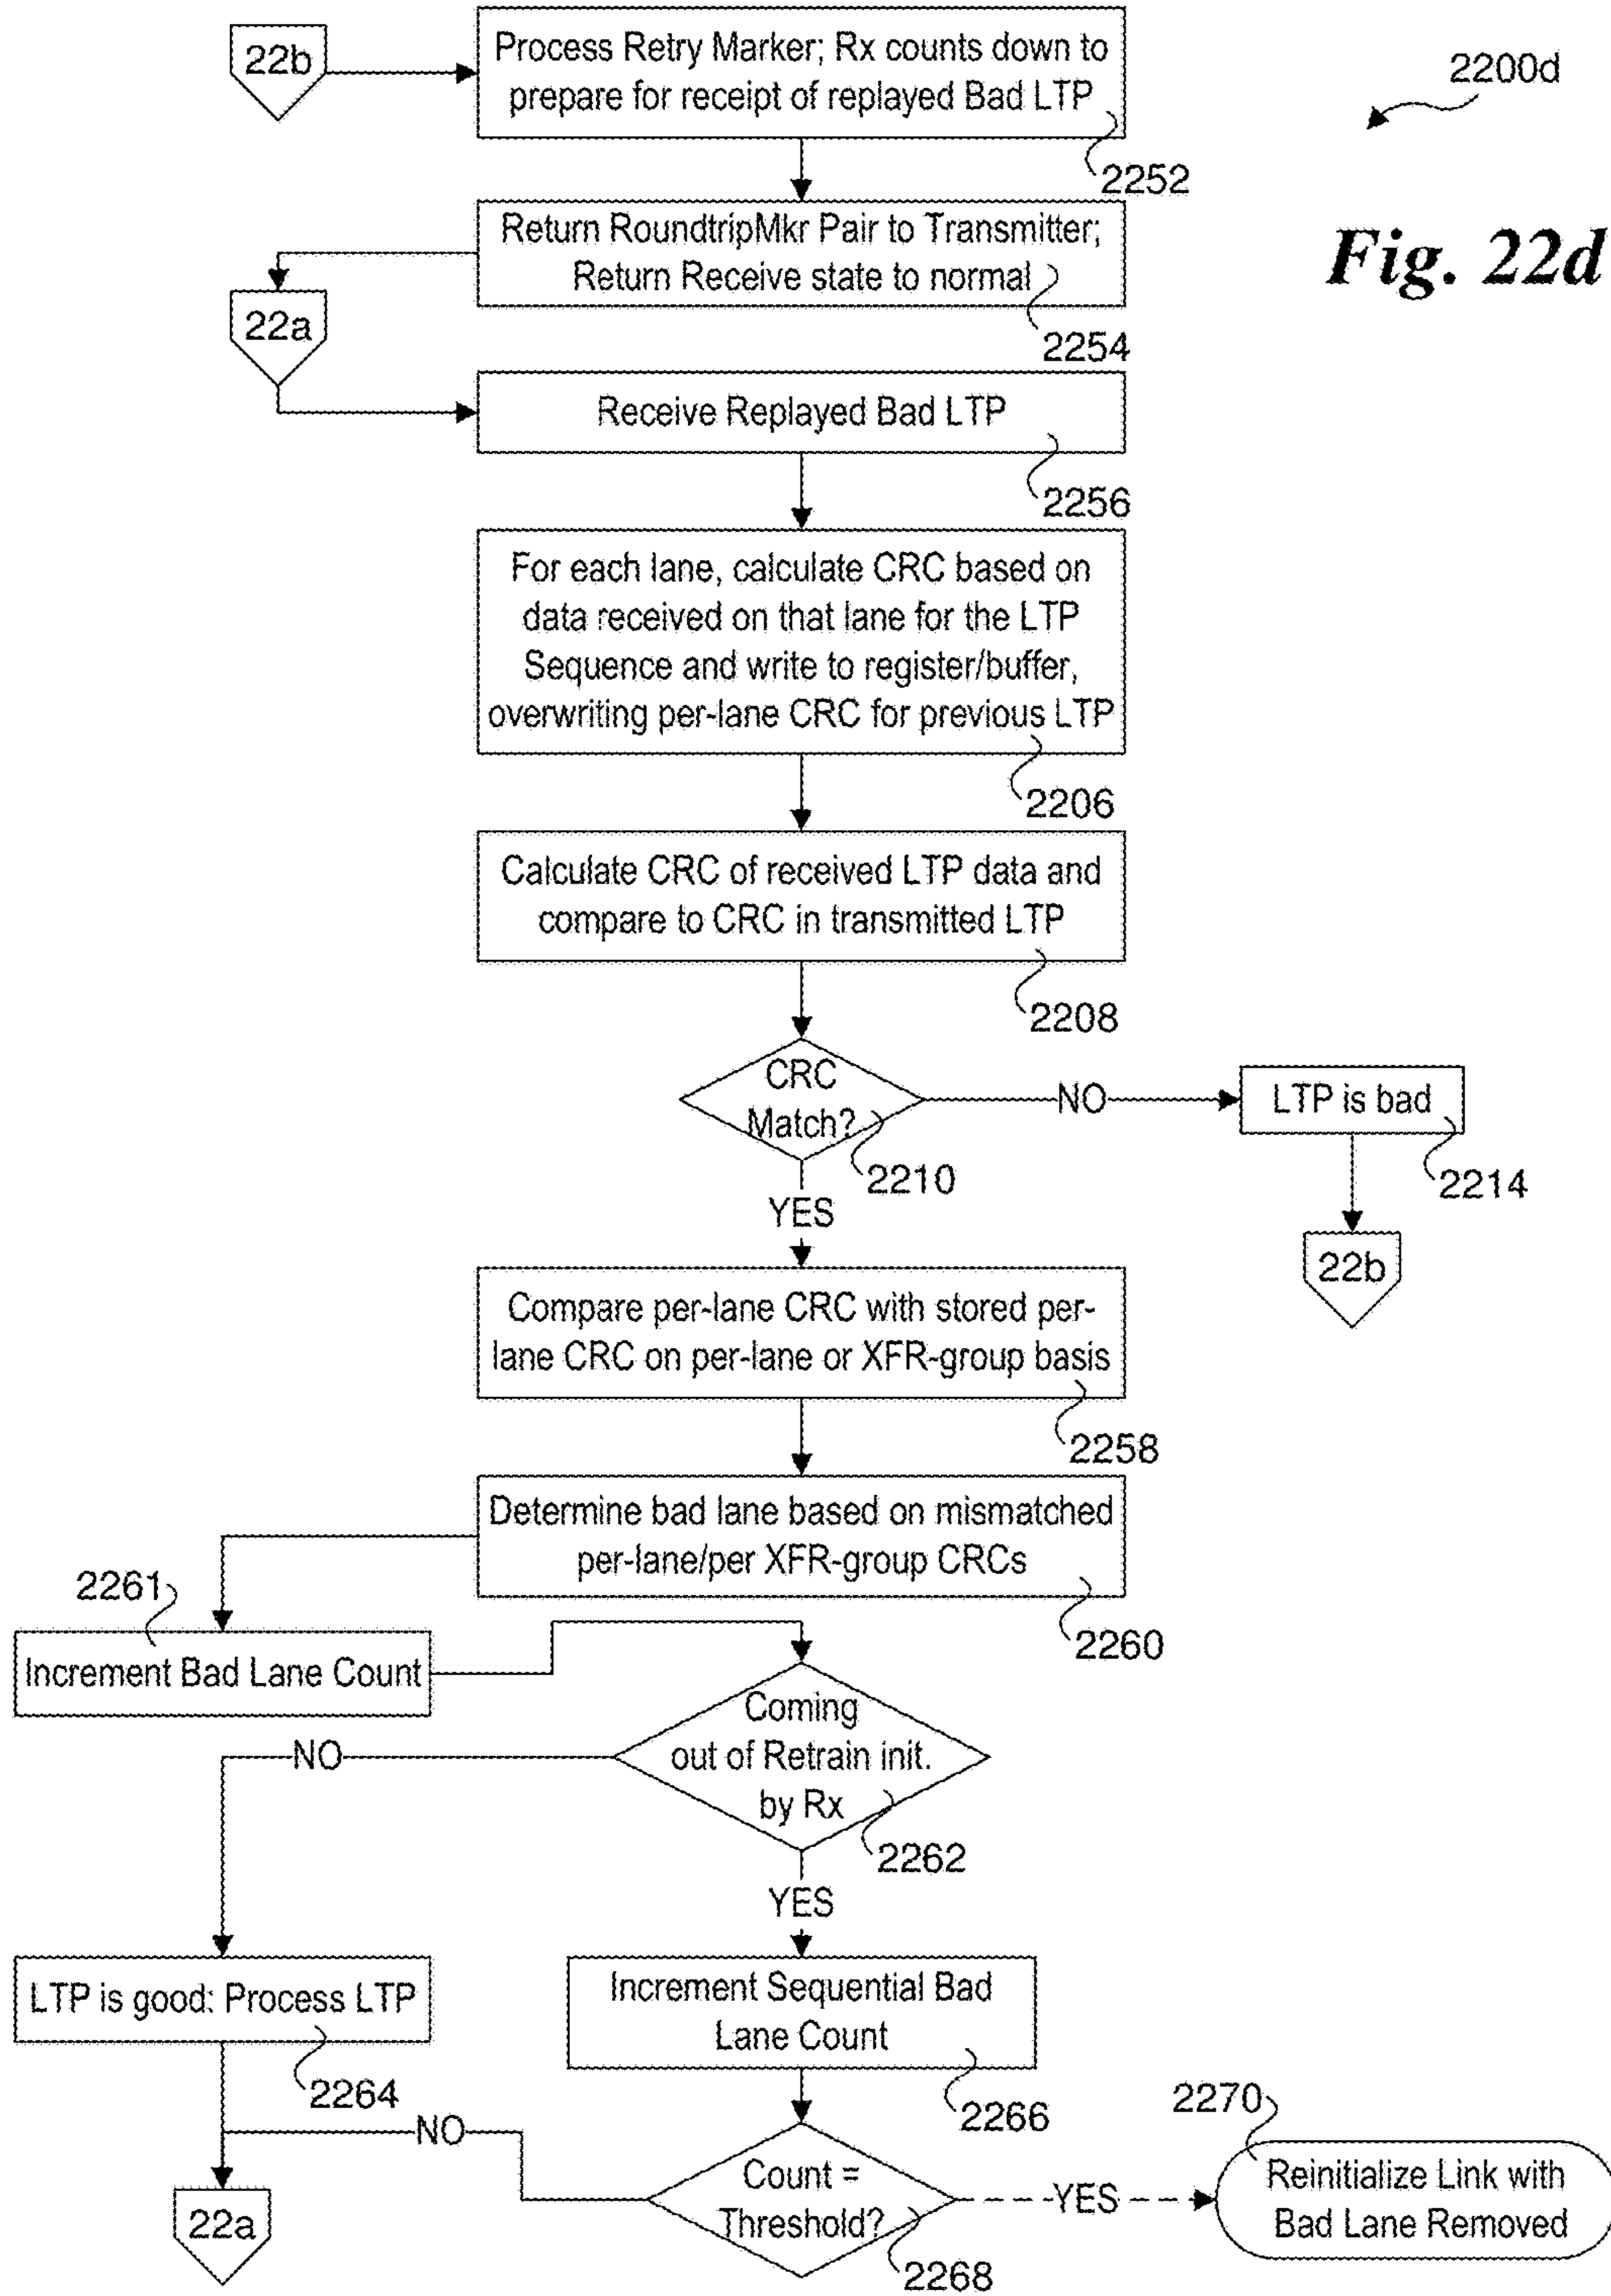 22b
Process Retry Marker; Rx counts down to
prepare for receipt of replayed Bad LTP
2252
2200d
Fig. 22d
Return RoundtripMkr Pair to Transmitter;
Return Receive state to normal
2254
22a
Receive Replayed Bad LTP
2256
For each lane, calculate CRC based on
data received on that lane for the LTP
Sequence and write to register/buffer,
overwriting per-lane CRC for previous LTP
2206
Calculate CRC of received LTP data and
compare to CRC in transmitted LTP
2208
CRC
Match?
2210
NO
LTP is bad
2214
22b
YES
Compare per-lane CRC with stored per-
lane CRC on per-lane or XFR-group basis
2258
Determine bad lane based on mismatched
per-lane/per XFR-group CRCs
2260
2261
Increment Bad Lane Count
Coming
out of Retrain init.
by Rx
2262
NO
YES
LTP is good: Process LTP
2264
Increment Sequential Bad
Lane Count
2266
NO
22a
Count =
Threshold?
2268
YES
2270
Reinitialize Link with
Bad Lane Removed